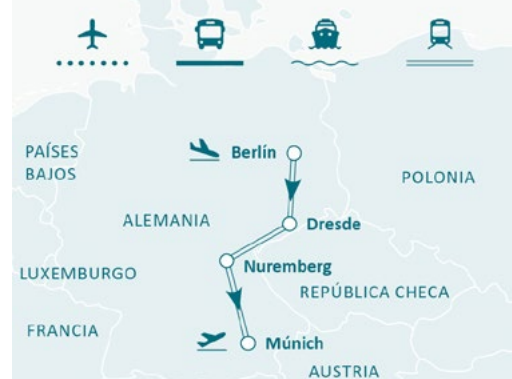 PAÍSES
BAJOS
Berlín
POLONIA
ALEMANIA
Dresde
LUXEMBURGO
Nuremberg
REPÚBLICA CHECA
FRANCIA
Múnich
AUSTRIA